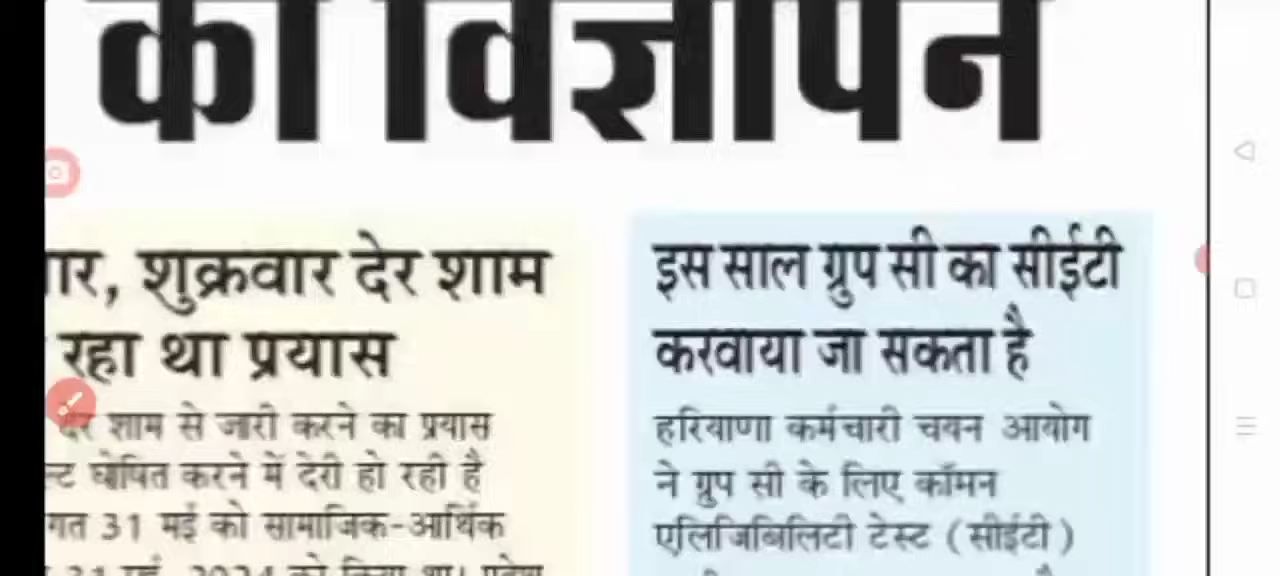 का विज्ञापन
शुक्रवार देर शाम
रहा था प्रयास
देर शाम से जारी करने का प्रयास
घोषित करने में देरी हो रही है
गत 31 मई को सामाजिक-आर्थिक
इस साल ग्रुप सी का सीईटी
करवाया जा सकता है
हरियाणा कर्मचारी चयन आयोग
ने ग्रुप सी के लिए कॉमन
एलिजिबिलिटी टेस्ट (सीईटी)